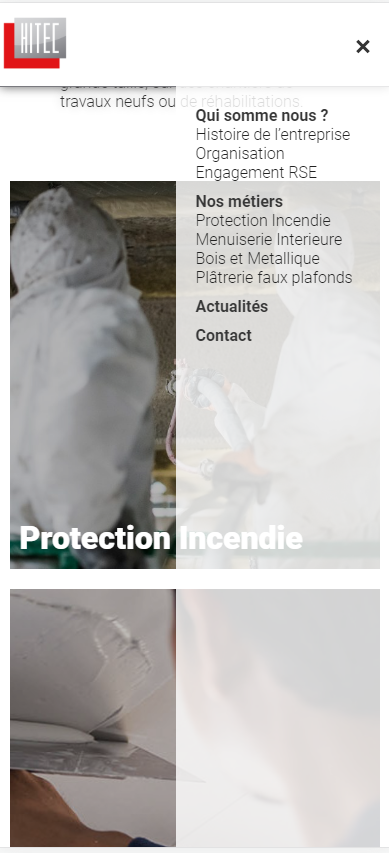 HITEC
travaux neufs ou de réhabilitations.
Qui somme nous ?
Histoire de l'entreprise
Organisation
Engagement RSE
Nos métiers
Protection Incendie
Menuiserie Interieure
Bois et Metallique
Plâtrerie faux plafonds
Actualités
Contact
Protection Incendie